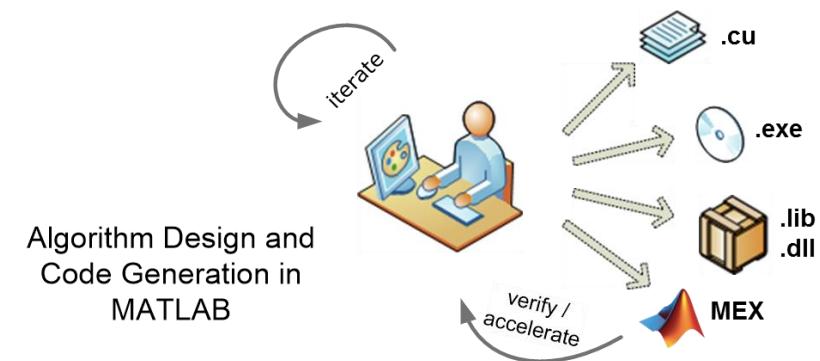 iterate
.cu
.exe
.lib
.dll
MEX
verify /
accelerate
Algorithm Design and
Code Generation in
MATLAB